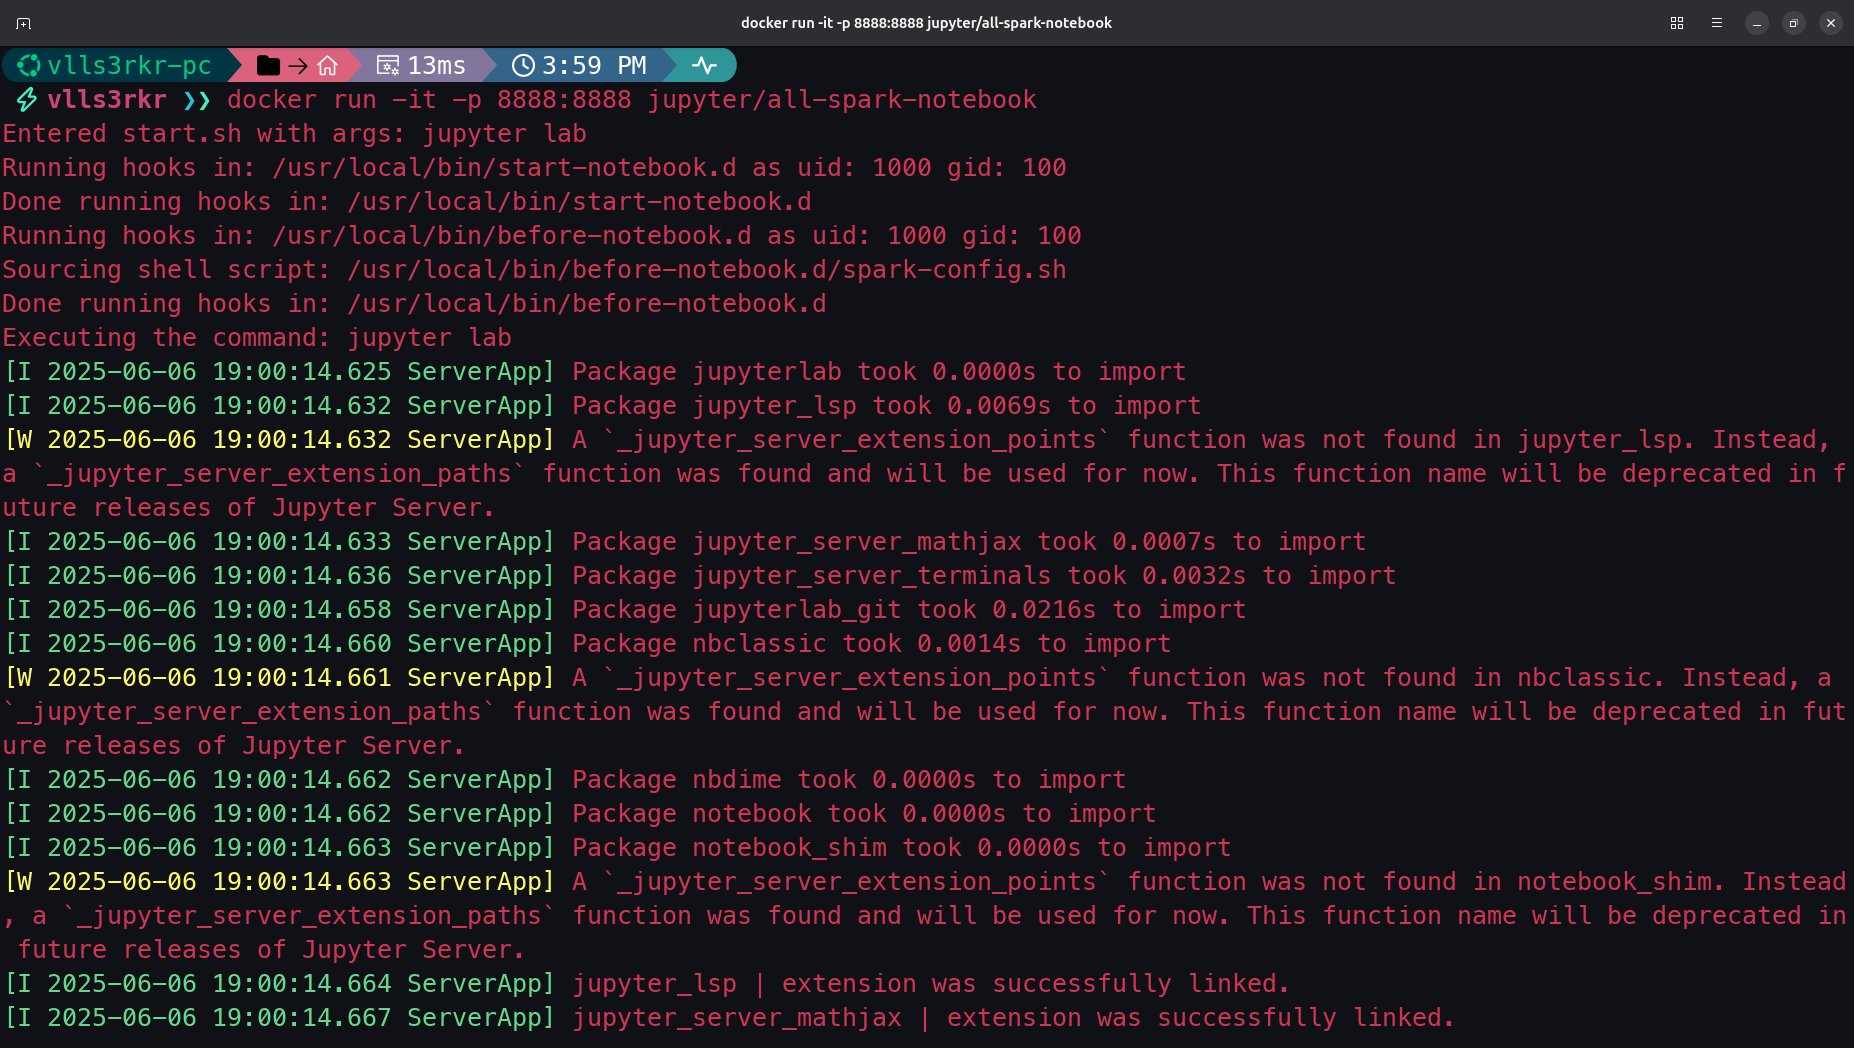 docker run -it -p 8888:8888 jupyter/all-spark-notebook
vlls3rkr-pc 13ms 3:59 PM
vlls3rkr ❯❯ docker run -it -p 8888:8888 jupyter/all-spark-notebook
Entered start.sh with args: jupyter lab
Running hooks in: /usr/local/bin/start-notebook.d as uid: 1000 gid: 100
Done running hooks in: /usr/local/bin/start-notebook.d
Running hooks in: /usr/local/bin/before-notebook.d as uid: 1000 gid: 100
Sourcing shell script: /usr/local/bin/before-notebook.d/spark-config.sh
Done running hooks in: /usr/local/bin/before-notebook.d
Executing the command: jupyter lab
[I 2025-06-06 19:00:14.625 ServerApp] Package jupyterlab took 0.0000s to import
[I 2025-06-06 19:00:14.632 ServerApp] Package jupyter_lsp took 0.0069s to import
[W 2025-06-06 19:00:14.632 ServerApp] A `_jupyter_server_extension_points` function was not found in jupyter_lsp. Instead,
a `_jupyter_server_extension_paths` function was found and will be used for now. This function name will be deprecated in f
uture releases of Jupyter Server.
[I 2025-06-06 19:00:14.633 ServerApp] Package jupyter_server_mathjax took 0.0007s to import
[I 2025-06-06 19:00:14.636 ServerApp] Package jupyter_server_terminals took 0.0032s to import
[I 2025-06-06 19:00:14.658 ServerApp] Package jupyterlab_git took 0.0216s to import
[I 2025-06-06 19:00:14.660 ServerApp] Package nbclassic took 0.0014s to import
[W 2025-06-06 19:00:14.661 ServerApp] A `_jupyter_server_extension_points` function was not found in nbclassic. Instead, a
`_jupyter_server_extension_paths` function was found and will be used for now. This function name will be deprecated in fut
ure releases of Jupyter Server.
[I 2025-06-06 19:00:14.662 ServerApp] Package nbdime took 0.0000s to import
[I 2025-06-06 19:00:14.662 ServerApp] Package notebook took 0.0000s to import
[I 2025-06-06 19:00:14.663 ServerApp] Package notebook_shim took 0.0000s to import
[W 2025-06-06 19:00:14.663 ServerApp] A `_jupyter_server_extension_points` function was not found in notebook_shim. Instead
, a `_jupyter_server_extension_paths` function was found and will be used for now. This function name will be deprecated in
future releases of Jupyter Server.
[I 2025-06-06 19:00:14.664 ServerApp] jupyter_lsp | extension was successfully linked.
[I 2025-06-06 19:00:14.667 ServerApp] jupyter_server_mathjax | extension was successfully linked.